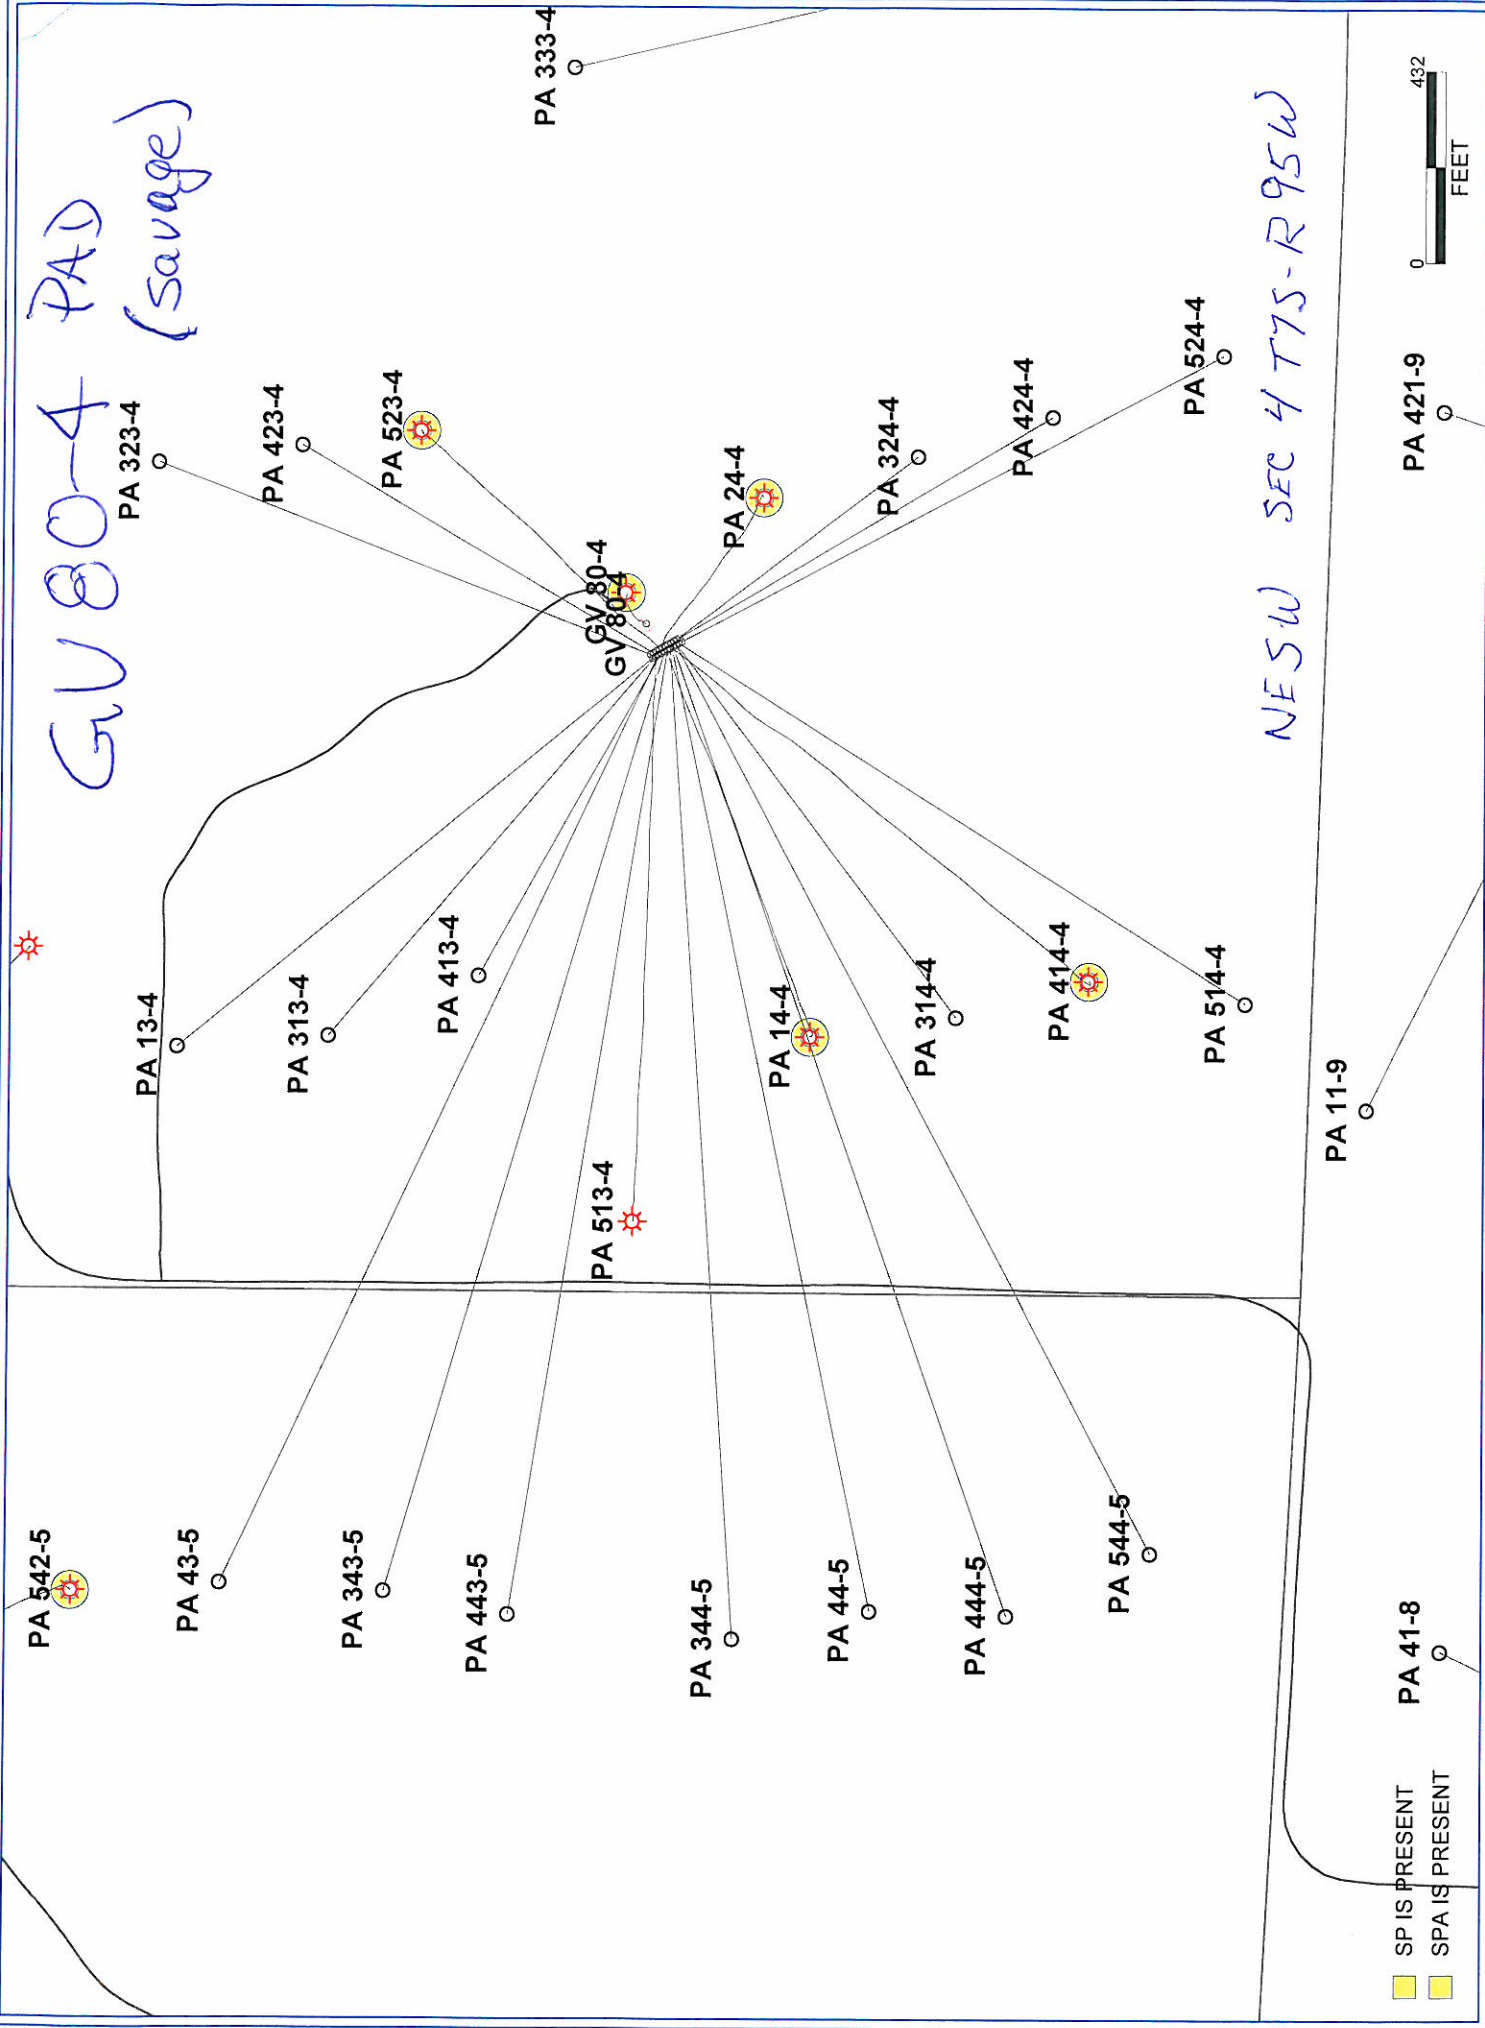 GV 80-4 PAD
(savage)
PA 542-5
PA 43-5
PA 343-5
PA 443-5
PA 344-5
PA 44-5
PA 444-5
PA 544-5
PA 13-4
PA 313-4
PA 413-4
PA 513-4
PA 14-4
PA 314-4
PA 414-4
PA 514-4
PA 323-4
PA 423-4
PA 523-4
GV 80-4
GV 80-4
PA 24-4
PA 324-4
PA 424-4
PA 524-4
PA 333-4
NESW SEC 4 T7S-R95W
PA 11-9
PA 421-9
PA 41-8
SP IS PRESENT
SPA IS PRESENT
0 432
FEET